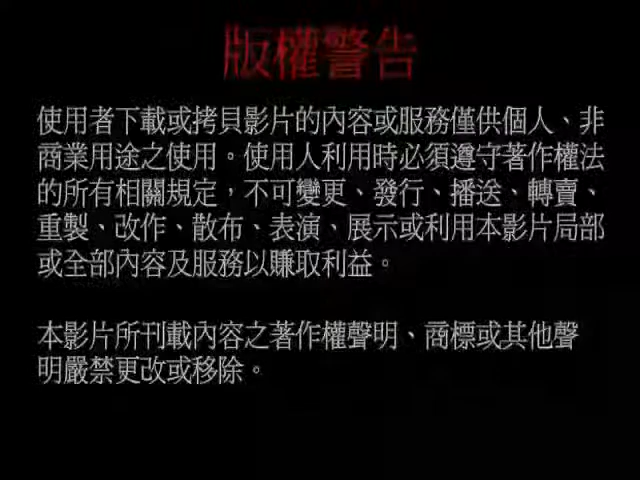 版權警告
使用者下載或拷貝影片的內容或服務僅供個人、非
商業用途之使用。使用人利用時必須遵守著作權法
的所有相關規定，不可變更、發行、播送、轉賣、
重製、改作、散布、表演、展示或利用本影片局部
或全部內容及服務以賺取利益。
本影片所刊載內容之著作權聲明、商標或其他聲
明嚴禁更改或移除。